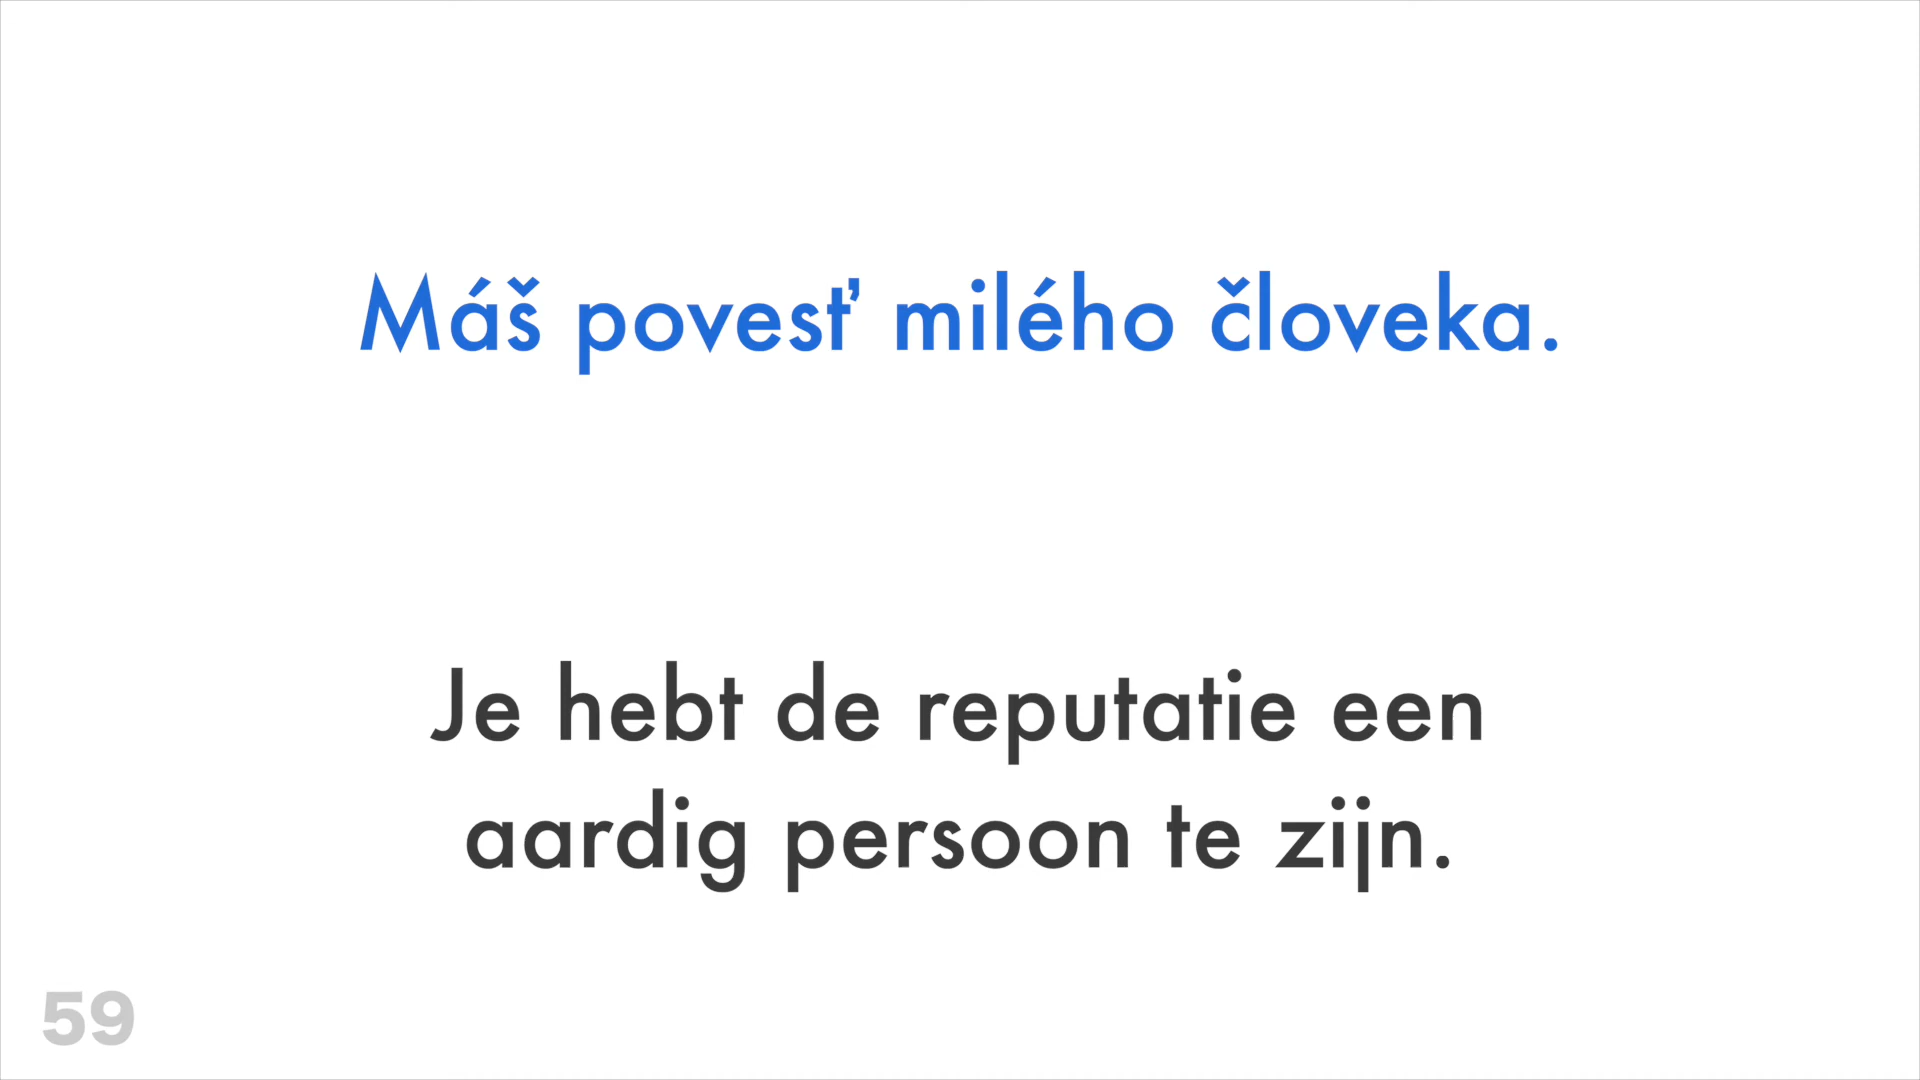 Máš povesť milého človeka.
Je hebt de reputatie een
aardig persoon te zijn.
59